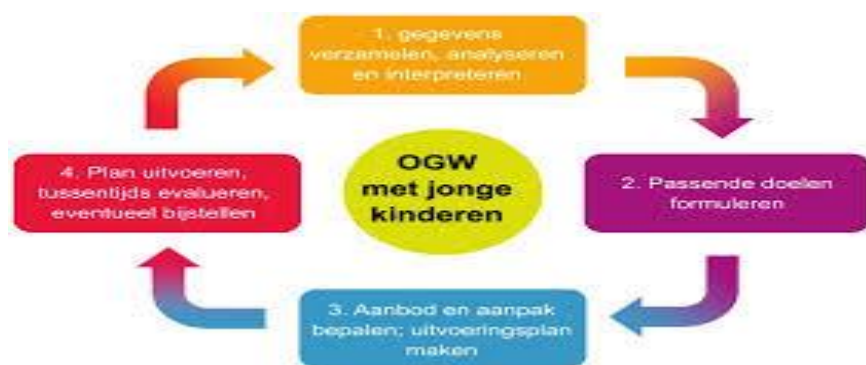 1. gegevens
verzamelen, analyseren
en interpreteren
2. Passende doelen
formuleren
3. Aanbod en aanpak
bepalen; uitvoeringsplan
maken
4. Plan uitvoeren,
tussentijds evalueren,
eventueel bijstellen
OGW
met jonge
kinderen